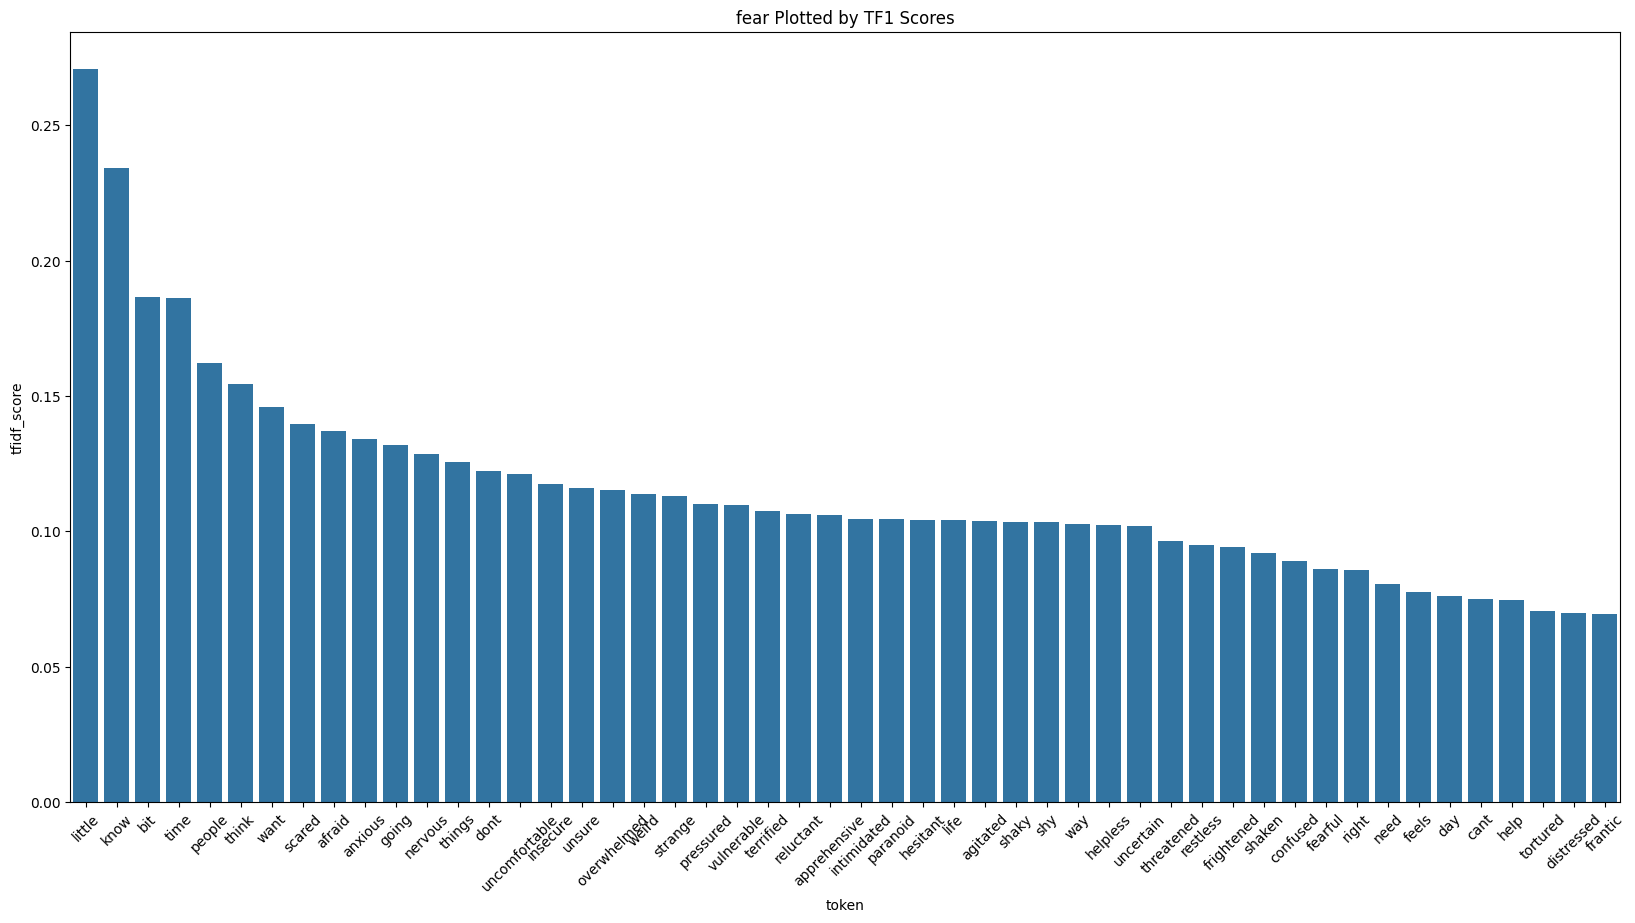 fear Plotted by TF1 Scores
0.25
0.20
0.15
0.10
0.05
0.00
tfidf_score
little
know
bit
time
people
think
want
scared
afraid
anxious
going
nervous
things
dont
uncomfortable
insecure
unsure
overwhelmed
weird
strange
pressured
vulnerable
terrified
reluctant
apprehensive
intimidated
paranoid
hesitant
life
agitated
shaky
shy
way
helpless
uncertain
threatened
restless
frightened
shaken
confused
fearful
right
need
feels
day
cant
help
tortured
distressed
frantic
token